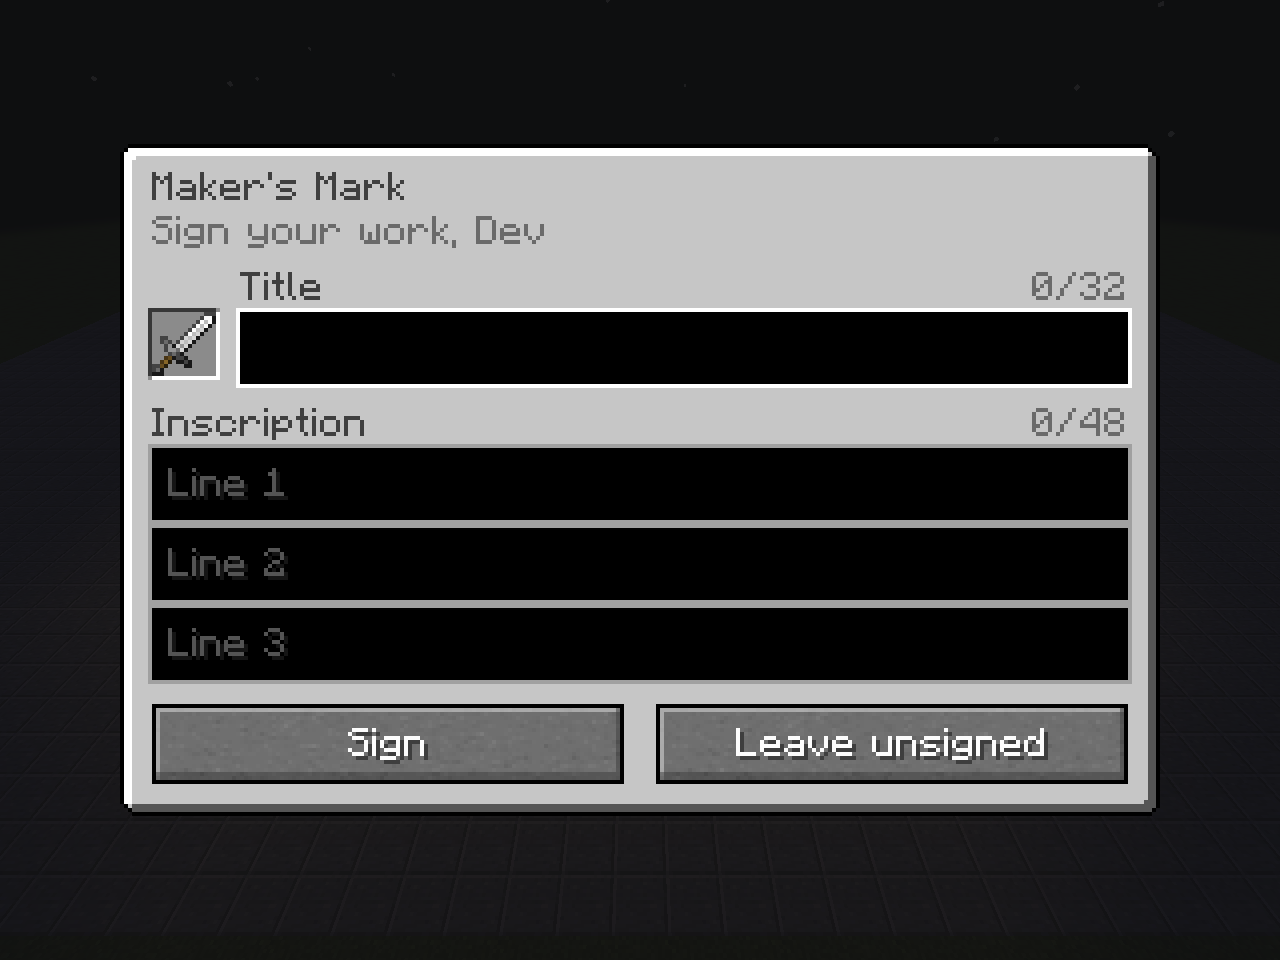 Maker's Mark
Sign your work, Dev
Title 0/32
Inscription 0/48
Line 1
Line 2
Line 3
Sign Leave unsigned